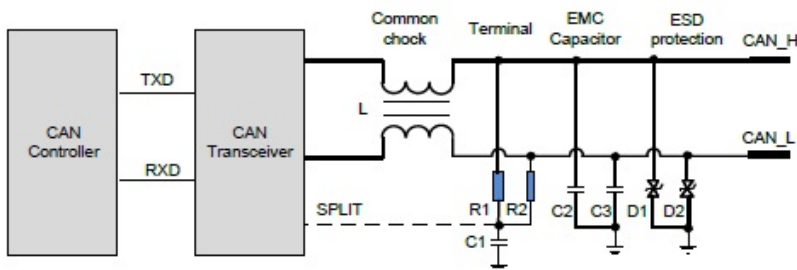 Common
chock
Terminal
EMC
Capacitor
ESD
protection
CAN_H
TXD
L
CAN
Controller
CAN
Transceiver
CAN_L
RXD
SPLIT
R1
R2
C2
C3
D1
D2
C1